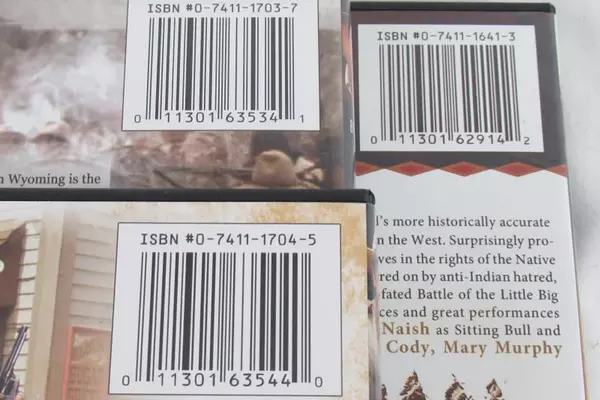 ISBN #0-7411-1703-7
0 11301 63534 1
ISBN #0-7411-1641-3
0 11301 62914 2
Wyoming is the
ISBN #0-7411-1704-5
0 11301 63544 0
l's more historically accurate
n the West. Surprisingly pro-
ves in the rights of the Native
red on by anti-Indian hatred,
fated Battle of the Little Big
ces and great performances
Naish as Sitting Bull and
Cody, Mary Murphy